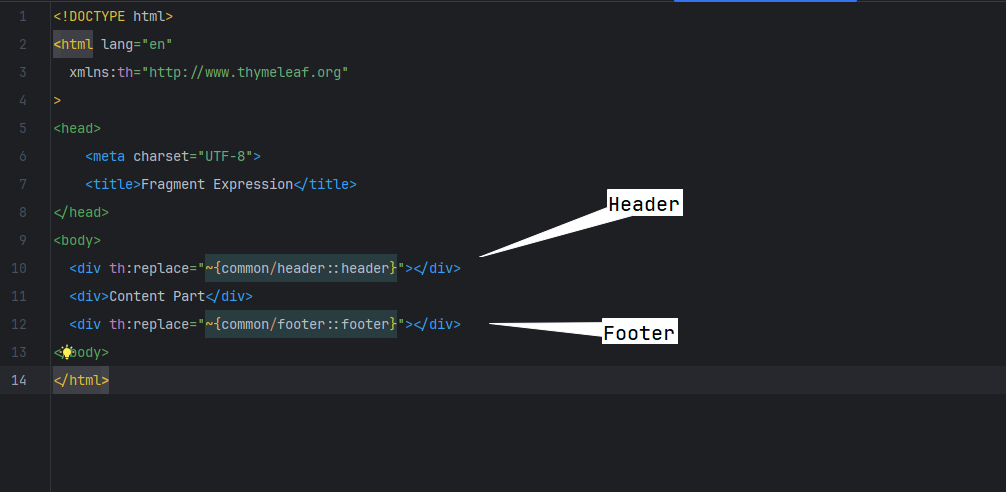 1 <!DOCTYPE html>
2 <html lang="en"
3 xmlns:th="http://www.thymeleaf.org"
4 >
5 <head>
6 <meta charset="UTF-8">
7 <title>Fragment Expression</title>
8 </head>
Header
9 <body>
10 <div th:replace="~{common/header::header}"></div>
11 <div>Content Part</div>
12 <div th:replace="~{common/footer::footer}"></div>
Footer
13 </body>
14 </html>